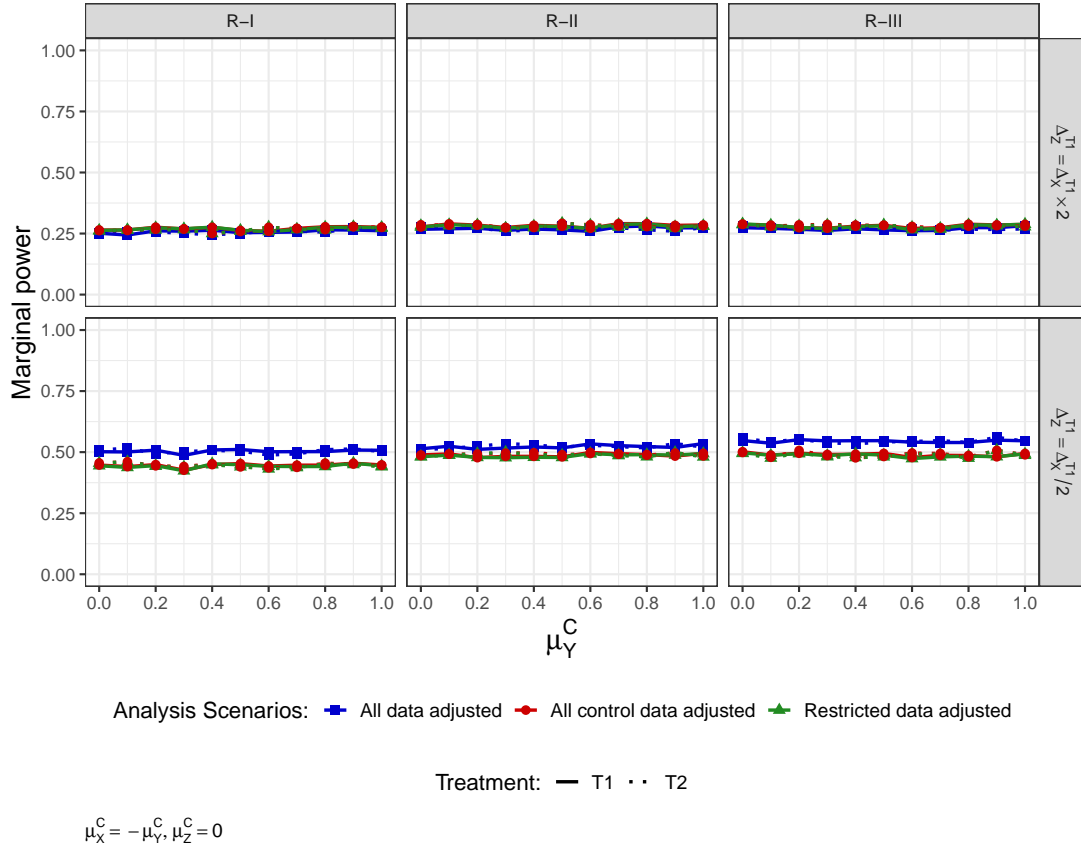 R−I R−II R−III
1.00
0.75
0.50
0.25
0.00
Δ_Z^T1 = Δ_X^T1 × 2
1.00
0.75
0.50
0.25
0.00
Δ_Z^T1 = Δ_X^T1/2
Marginal power
0.0 0.2 0.4 0.6 0.8 1.0 0.0 0.2 0.4 0.6 0.8 1.0 0.0 0.2 0.4 0.6 0.8 1.0
μ_Y^C
Analysis Scenarios: All data adjusted All control data adjusted Restricted data adjusted
Treatment: T1 T2
μ_X^C = −μ_Y^C, μ_Z^C = 0